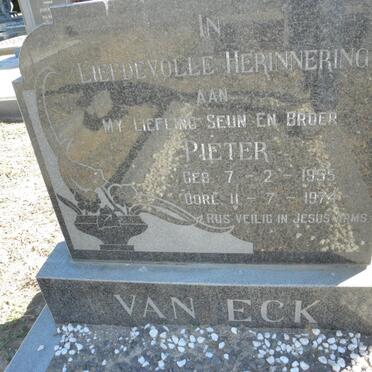 IN
LIEFDEVOLLE HERINNERING
AAN
MY LIEFLING SEUN EN BROER
PIETER
GEB 7 - 2 - 1955
OORL 11 - 7 - 1974
RUS VEILIG IN JESUS ARMS
VAN ECK